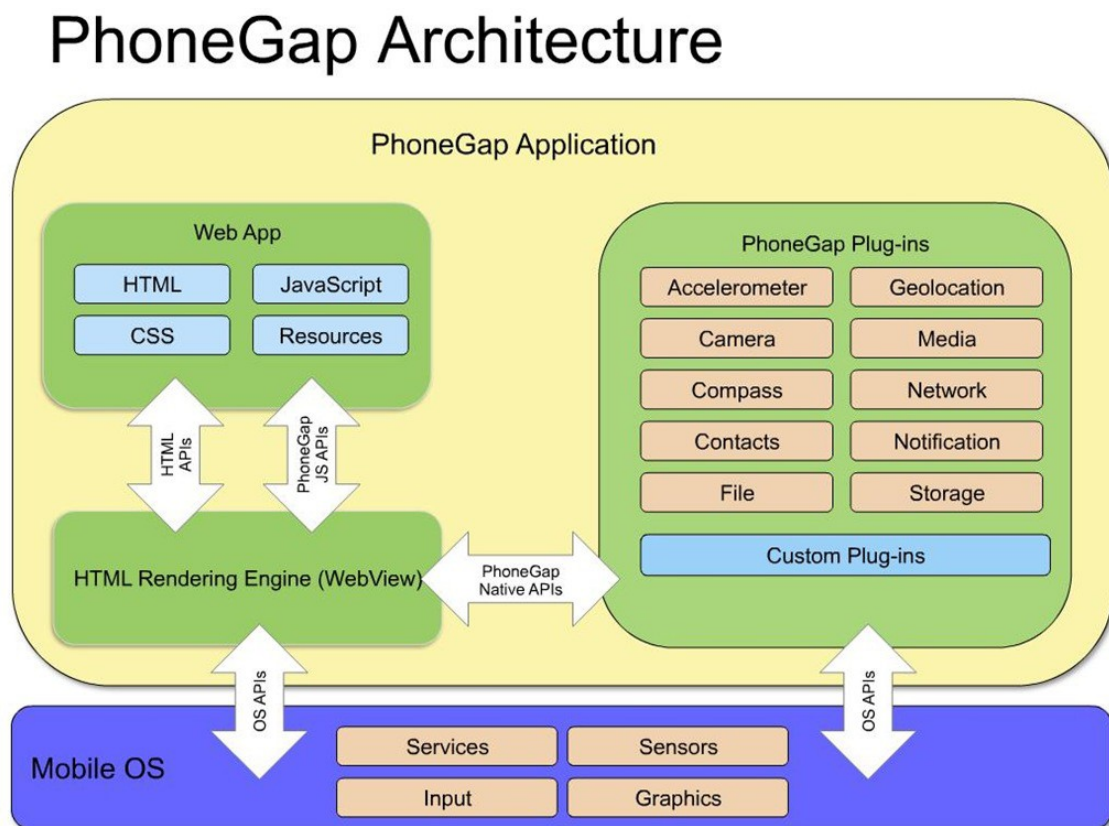 PhoneGap Architecture
PhoneGap Application
Web App
HTML
JavaScript
CSS
Resources
HTML
APIs
PhoneGap
JS APIs
HTML Rendering Engine (WebView)
PhoneGap
Native APIs
PhoneGap Plug-ins
Accelerometer
Geolocation
Camera
Media
Compass
Network
Contacts
Notification
File
Storage
Custom Plug-ins
OS APIs
OS APIs
Mobile OS
Services
Sensors
Input
Graphics